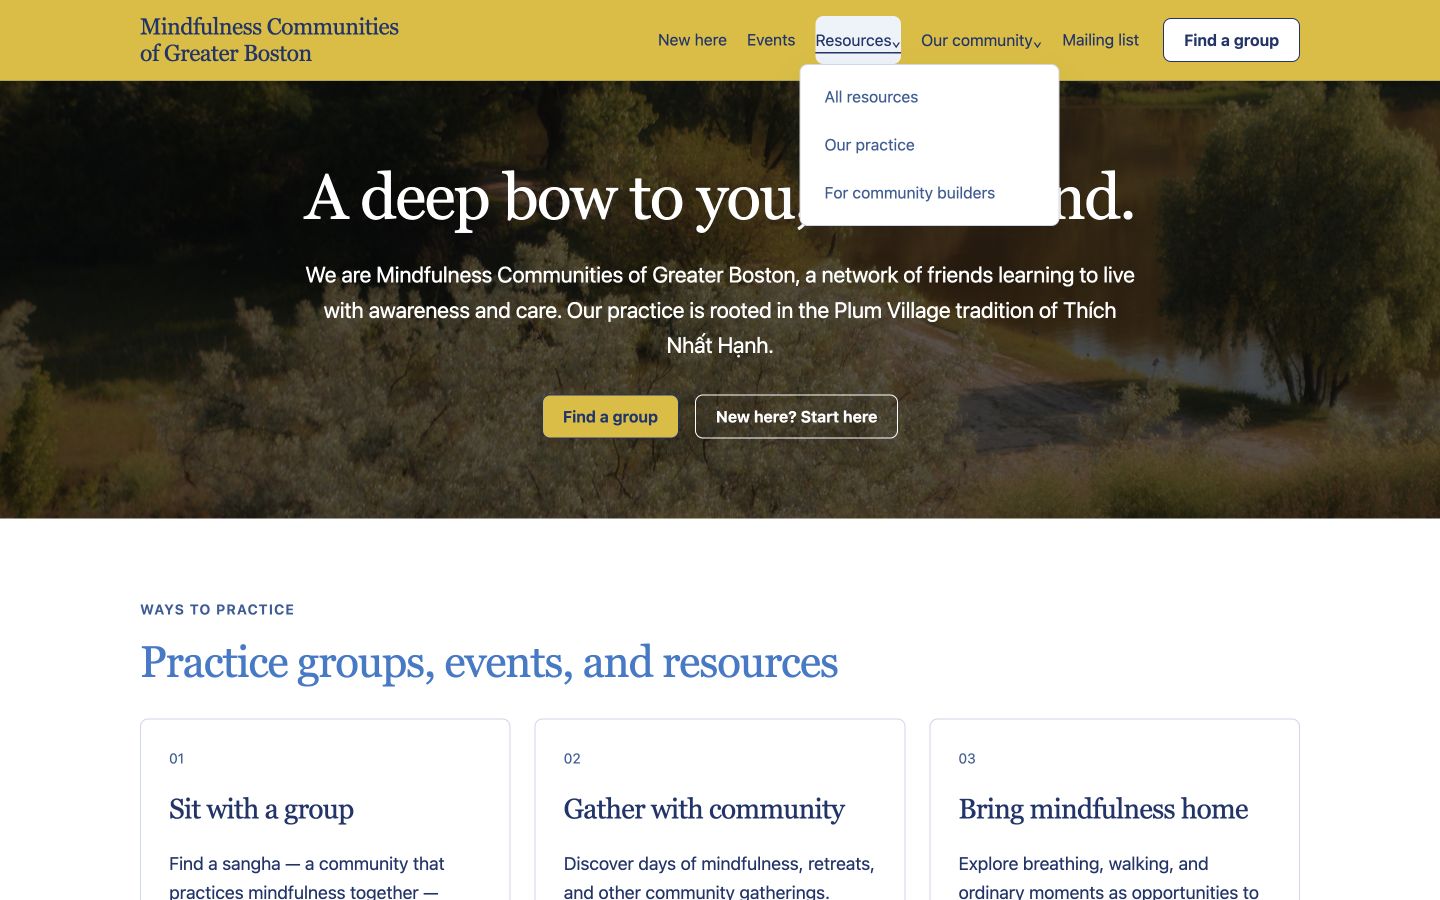 Mindfulness Communities
of Greater Boston
New here
Events
Resources
Our community
Mailing list
Find a group
All resources
Our practice
For community builders
A deep bow to you, nd.
We are Mindfulness Communities of Greater Boston, a network of friends learning to live
with awareness and care. Our practice is rooted in the Plum Village tradition of Thích
Nhất Hạnh.
Find a group
New here? Start here
WAYS TO PRACTICE
Practice groups, events, and resources
01
Sit with a group
Find a sangha — a community that
practices mindfulness together —
02
Gather with community
Discover days of mindfulness, retreats,
and other community gatherings.
03
Bring mindfulness home
Explore breathing, walking, and
ordinary moments as opportunities to